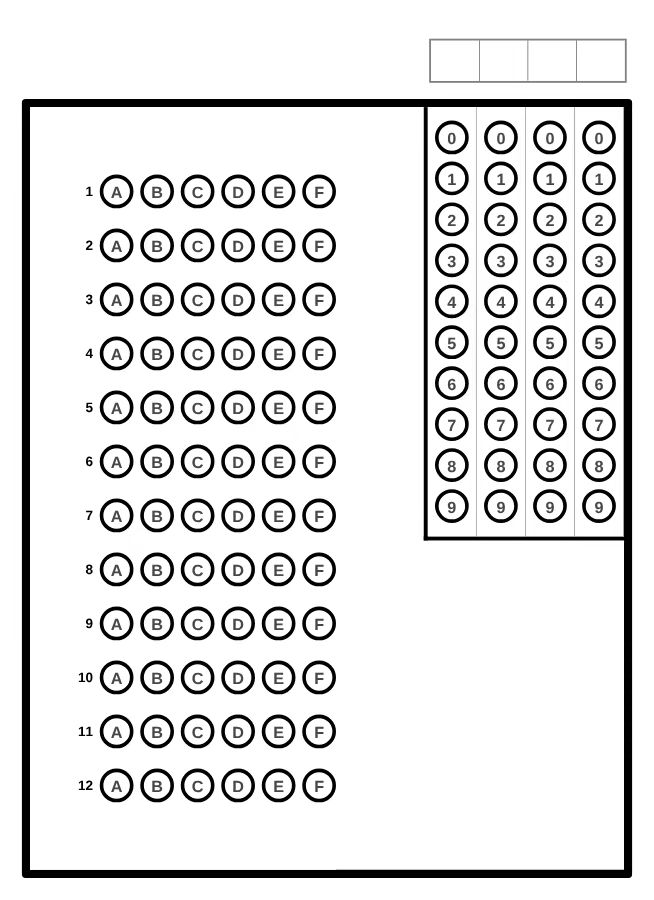 0 0 0 0
1 1 1 1
2 2 2 2
3 3 3 3
4 4 4 4
5 5 5 5
6 6 6 6
7 7 7 7
8 8 8 8
9 9 9 9
1 A B C D E F
2 A B C D E F
3 A B C D E F
4 A B C D E F
5 A B C D E F
6 A B C D E F
7 A B C D E F
8 A B C D E F
9 A B C D E F
10 A B C D E F
11 A B C D E F
12 A B C D E F